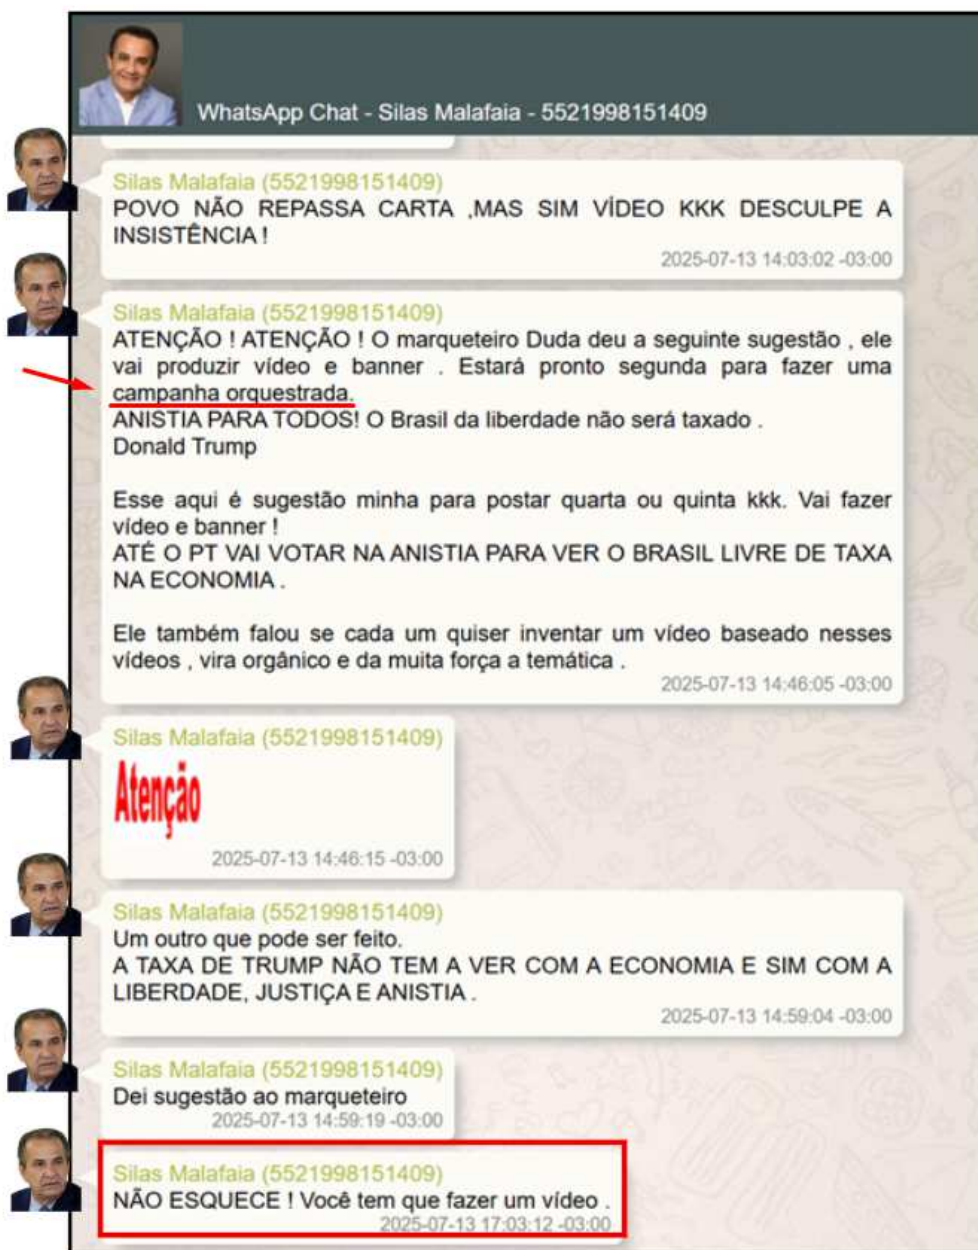 WhatsApp Chat - Silas Malafaia - 5521998151409
Silas Malafaia (5521998151409)
POVO NÃO REPASSA CARTA ,MAS SIM VÍDEO KKK DESCULPE A
INSISTÊNCIA !
2025-07-13 14:03:02 -03:00
Silas Malafaia (5521998151409)
ATENÇÃO ! ATENÇÃO ! O marqueteiro Duda deu a seguinte sugestão , ele
vai produzir vídeo e banner . Estará pronto segunda para fazer uma
campanha orquestrada.
ANISTIA PARA TODOS! O Brasil da liberdade não será taxado .
Donald Trump
Esse aqui é sugestão minha para postar quarta ou quinta kkk. Vai fazer
vídeo e banner !
ATÉ O PT VAI VOTAR NA ANISTIA PARA VER O BRASIL LIVRE DE TAXA
NA ECONOMIA .
Ele também falou se cada um quiser inventar um vídeo baseado nesses
vídeos , vira orgânico e da muita força a temática .
2025-07-13 14:46:05 -03:00
Silas Malafaia (5521998151409)
Atenção
2025-07-13 14:46:15 -03:00
Silas Malafaia (5521998151409)
Um outro que pode ser feito.
A TAXA DE TRUMP NÃO TEM A VER COM A ECONOMIA E SIM COM A
LIBERDADE, JUSTIÇA E ANISTIA .
2025-07-13 14:59:04 -03:00
Silas Malafaia (5521998151409)
Dei sugestão ao marqueteiro
2025-07-13 14:59:19 -03:00
Silas Malafaia (5521998151409)
NÃO ESQUECE ! Você tem que fazer um vídeo .
2025-07-13 17:03:12 -03:00